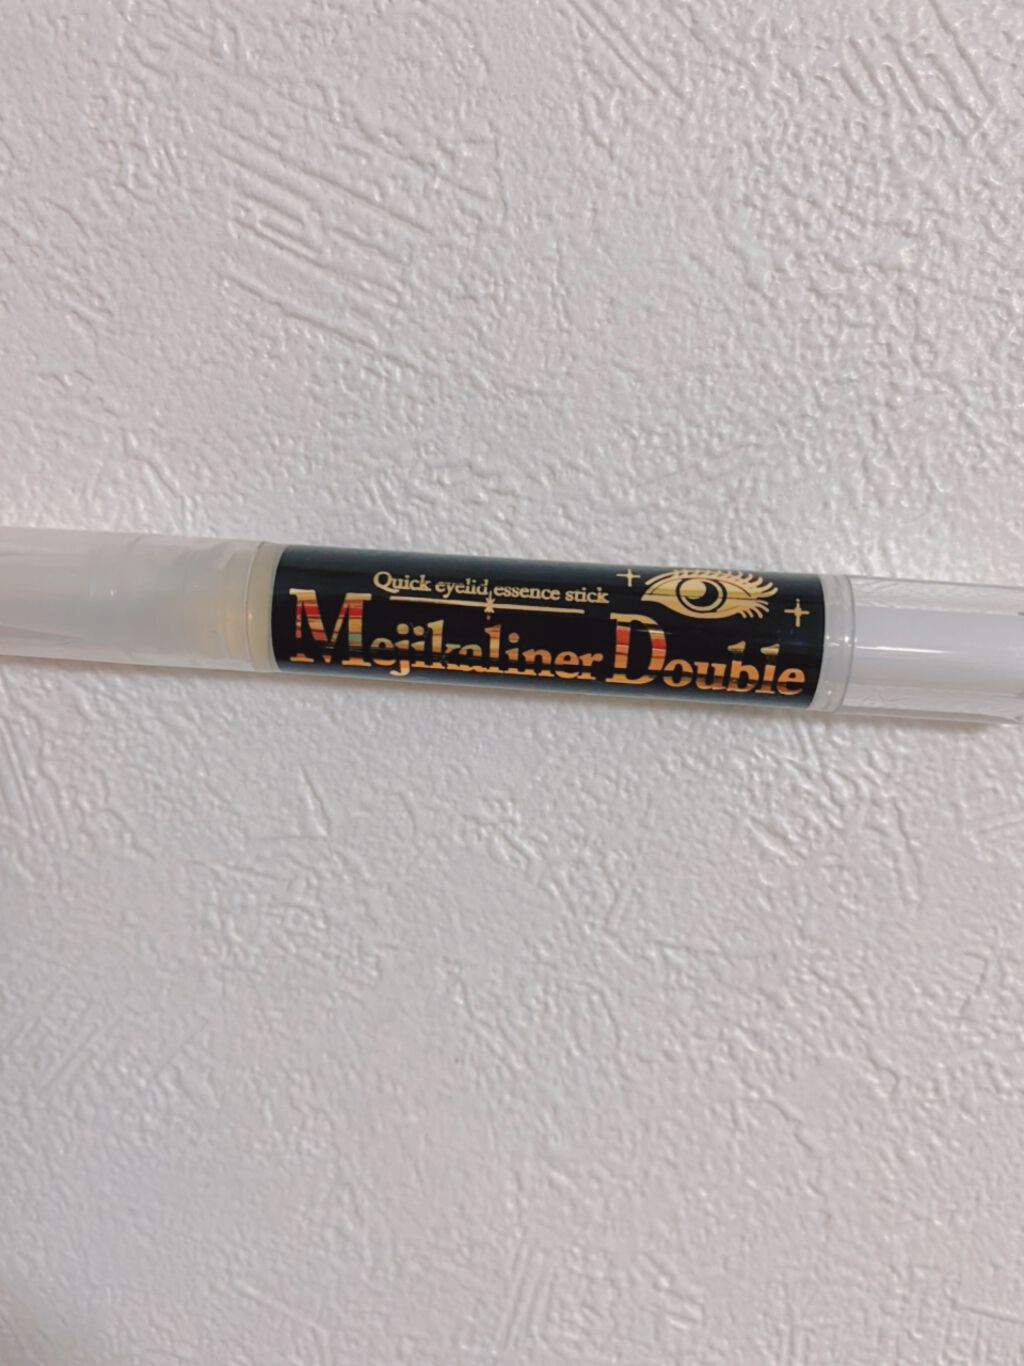 Quick eyelid essence stick
Mejikaliner Double